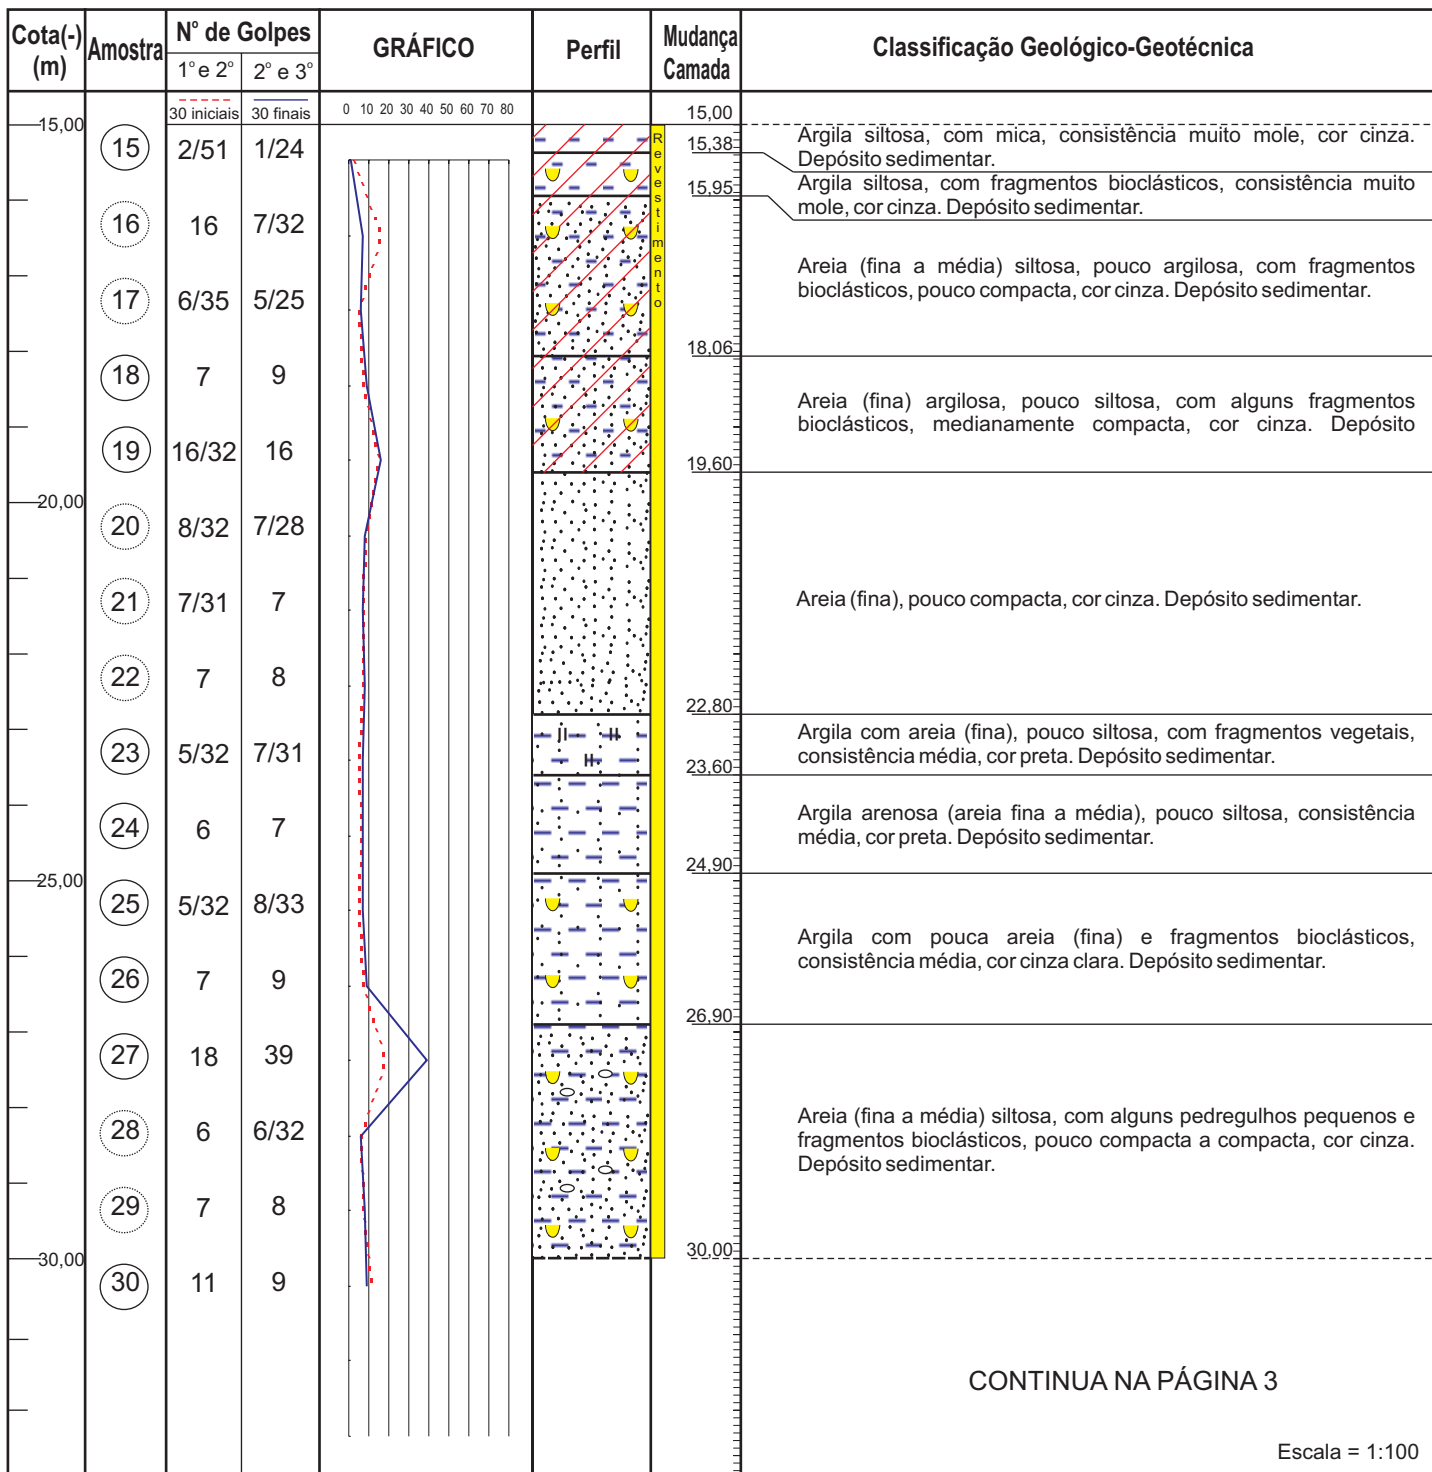 Cota(-) (m) Amostra N° de Golpes GRÁFICO Perfil Mudança Camada Classificação Geológico-Geotécnica
1° e 2° 2° e 3°
30 iniciais 30 finais 0 10 20 30 40 50 60 70 80 15,00
15,00
15 2/51 1/24 15,38 Argila siltosa, com mica, consistência muito mole, cor cinza.
Depósito sedimentar.
Revestimento
15,95 Argila siltosa, com fragmentos bioclásticos, consistência muito
mole, cor cinza. Depósito sedimentar.
16 16 7/32
Areia (fina a média) siltosa, pouco argilosa, com fragmentos
bioclásticos, pouco compacta, cor cinza. Depósito sedimentar.
17 6/35 5/25
18,06
18 7 9
Areia (fina) argilosa, pouco siltosa, com alguns fragmentos
bioclásticos, medianamente compacta, cor cinza. Depósito
19 16/32 16
19,60
20,00
20 8/32 7/28
21 7/31 7 Areia (fina), pouco compacta, cor cinza. Depósito sedimentar.
22 7 8
22,80
Argila com areia (fina), pouco siltosa, com fragmentos vegetais,
consistência média, cor preta. Depósito sedimentar.
23 5/32 7/31
23,60
Argila arenosa (areia fina a média), pouco siltosa, consistência
média, cor preta. Depósito sedimentar.
24 6 7
24,90
25,00
25 5/32 8/33
Argila com pouca areia (fina) e fragmentos bioclásticos,
consistência média, cor cinza clara. Depósito sedimentar.
26 7 9
26,90
27 18 39
Areia (fina a média) siltosa, com alguns pedregulhos pequenos e
fragmentos bioclásticos, pouco compacta a compacta, cor cinza.
Depósito sedimentar.
28 6 6/32
29 7 8
30,00
30,00
30 11 9
CONTINUA NA PÁGINA 3
Escala = 1:100